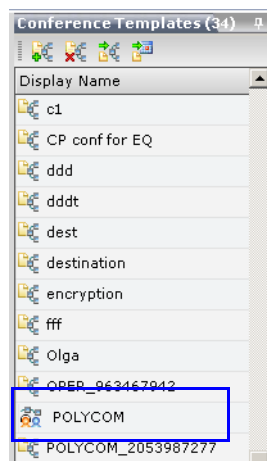 Conference Templates (34)
Display Name
c1
CP conf for EQ
ddd
dddt
dest
destination
encryption
fff
Olga
OPER_963467942
POLYCOM
POLYCOM_2053987277